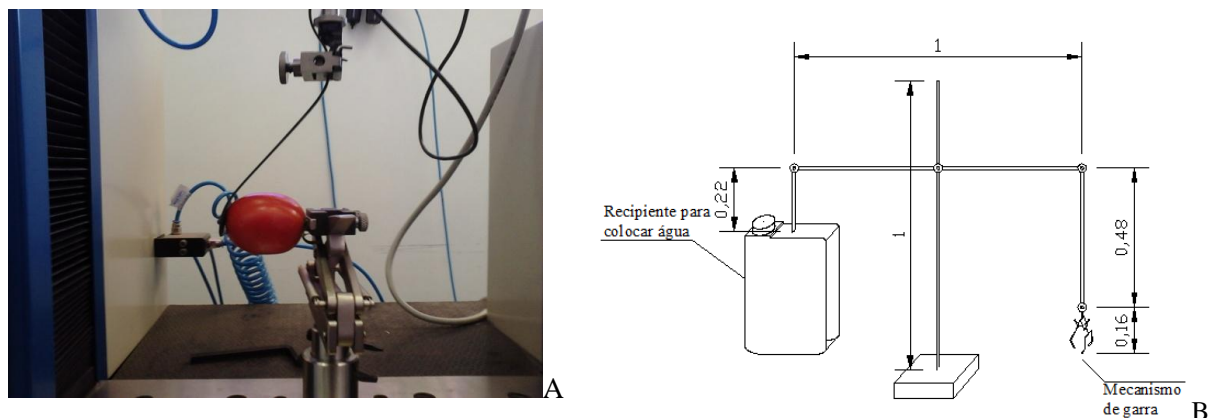 A
1
0,22
1
0,48
0,16
Recipiente para
colocar água
Mecanismo
de garra
B